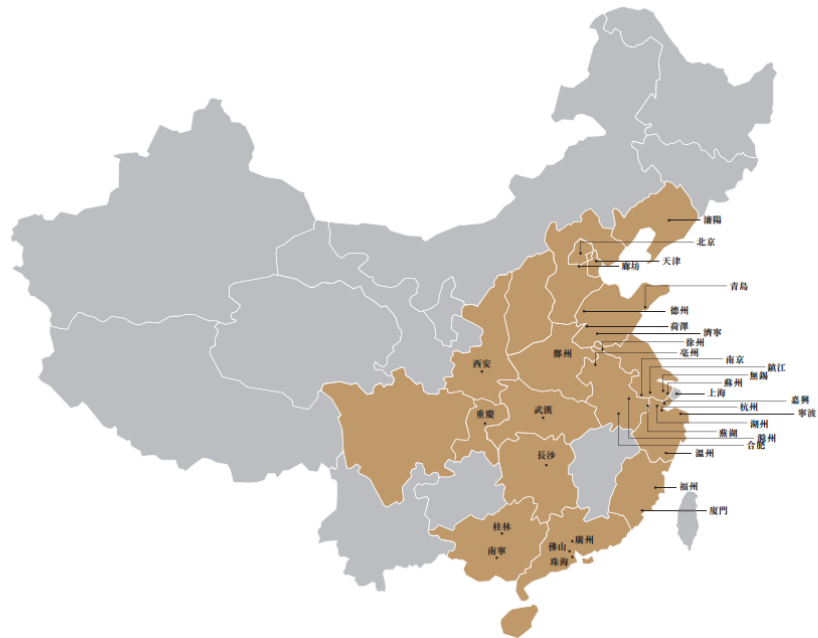 瀋陽
北京
天津
廊坊
青島
德州
荷澤
濟寧
徐州
亳州
鄭州
南京
西安
鎮江
無錫
蘇州
上海
嘉興
杭州
寧波
重慶
武漢
湖州
蕪湖
滁州
合肥
溫州
長沙
福州
廈門
桂林
廣州
佛山
南寧
珠海